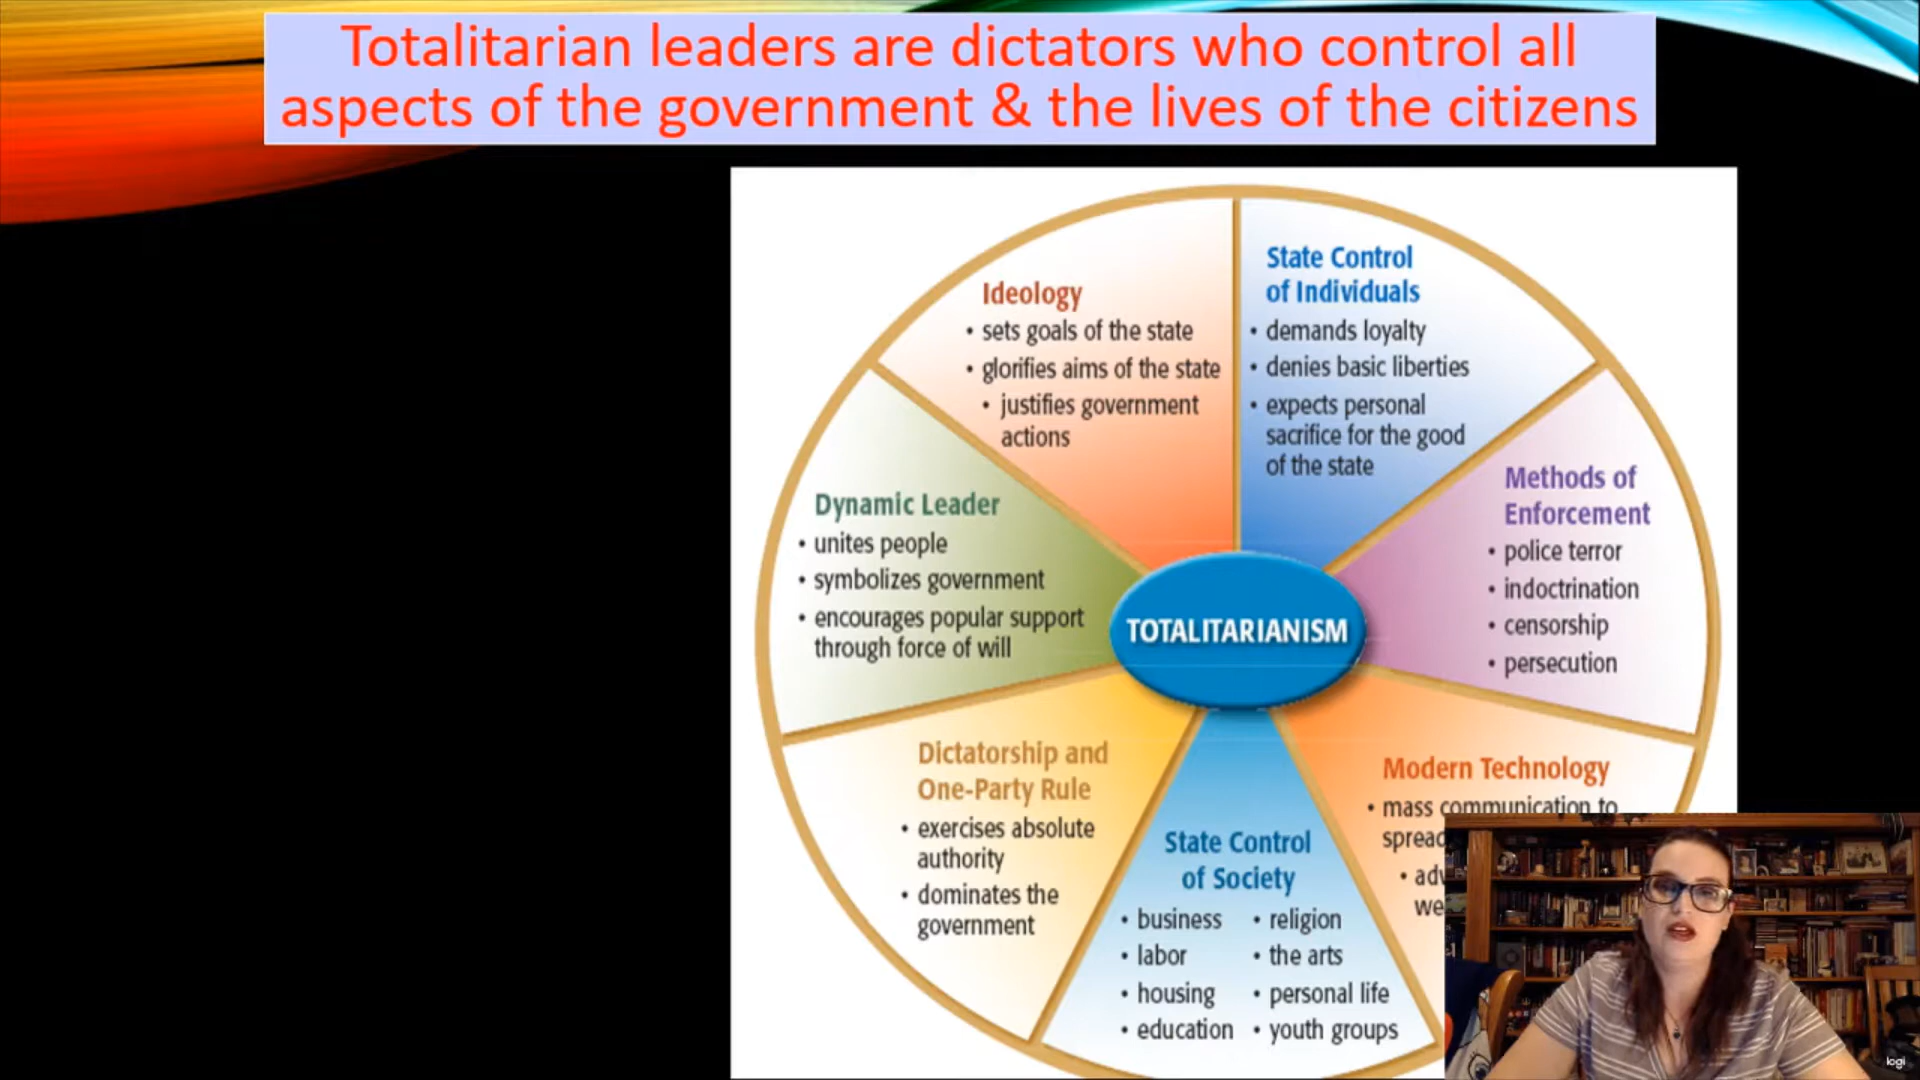 Totalitarian leaders are dictators who control all
aspects of the government & the lives of the citizens
Ideology
• sets goals of the state
• glorifies aims of the state
• justifies government
actions
State Control
of Individuals
• demands loyalty
• denies basic liberties
• expects personal
sacrifice for the good
of the state
Methods of
Enforcement
• police terror
• indoctrination
• censorship
• persecution
Dynamic Leader
• unites people
• symbolizes government
• encourages popular support
through force of will
TOTALITARIANISM
Dictatorship and
One-Party Rule
• exercises absolute
authority
• dominates the
government
State Control
of Society
• business
• labor
• housing
• education
• religion
• the arts
• personal life
• youth groups
Modern Technology
• mass communication to
logi